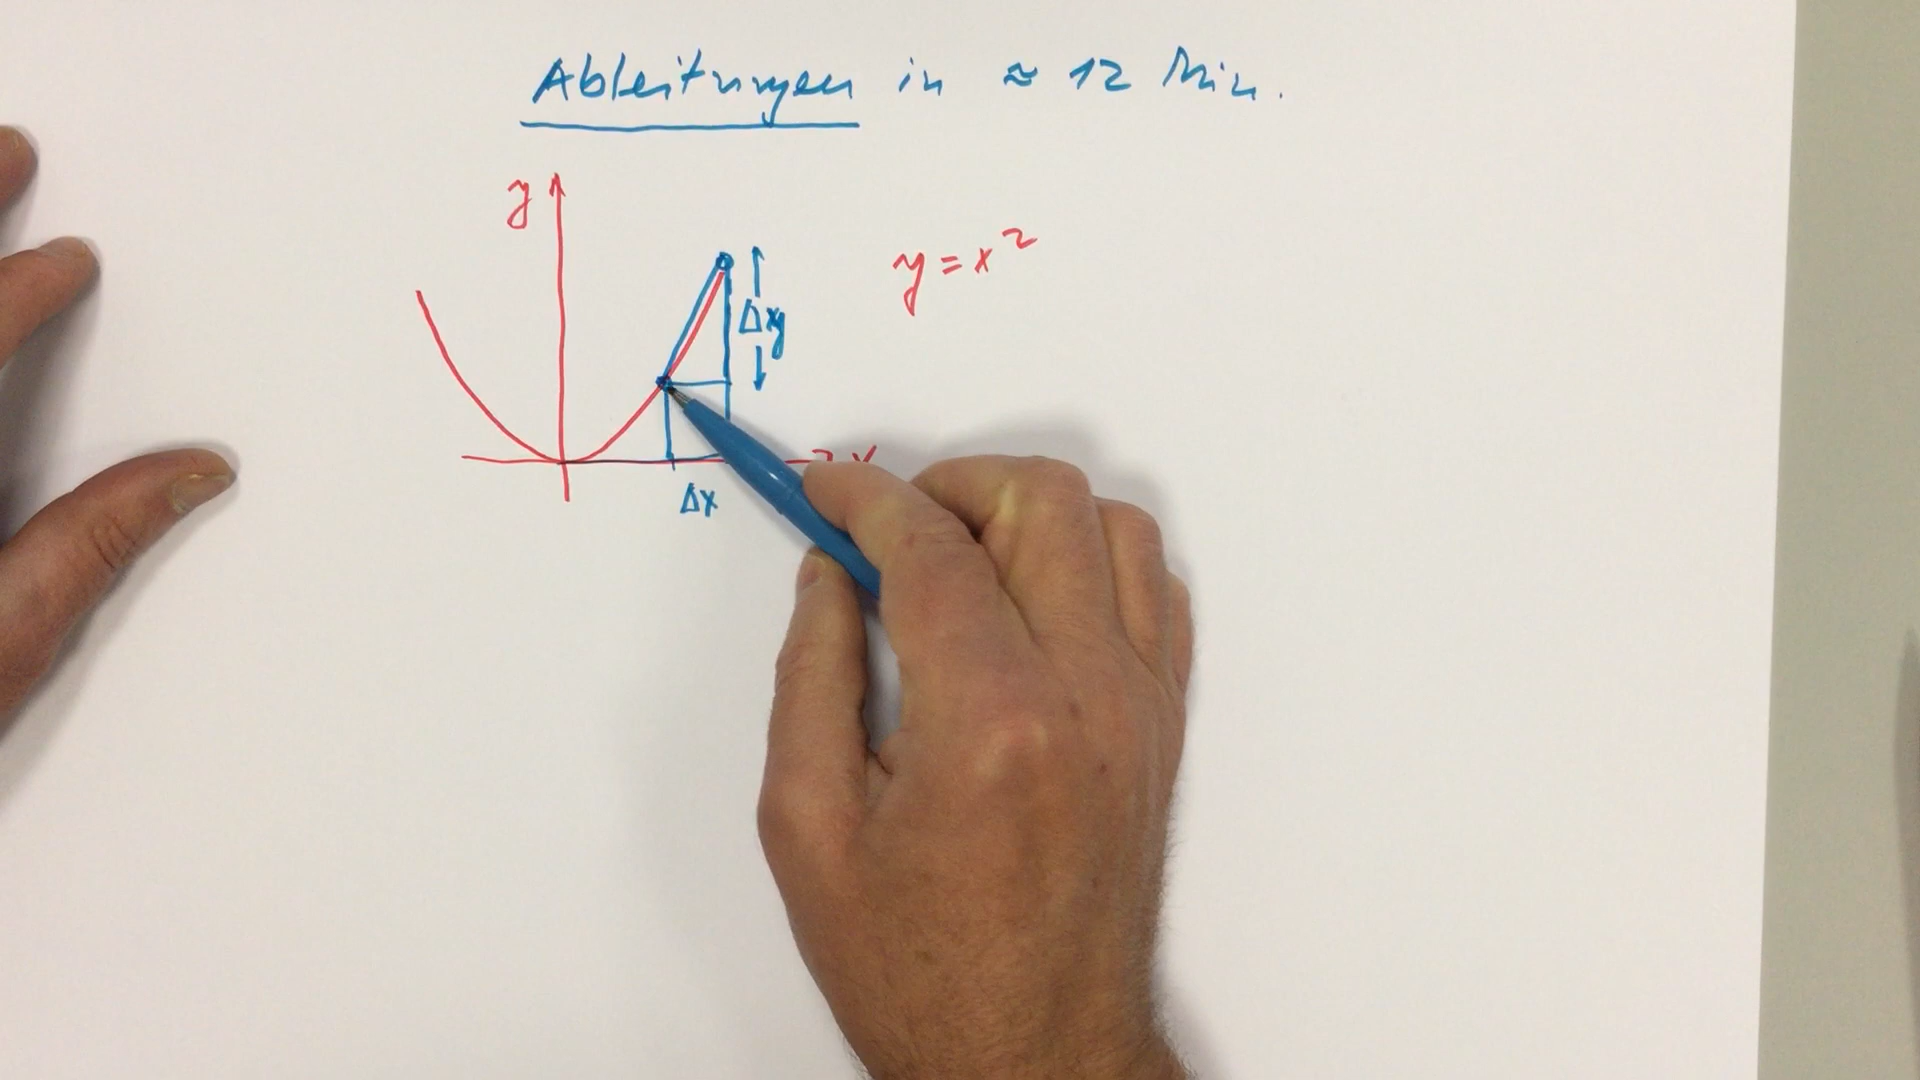 Ableitungen in ≈ 12 Min.
y
y = x²
Δy
x
Δx